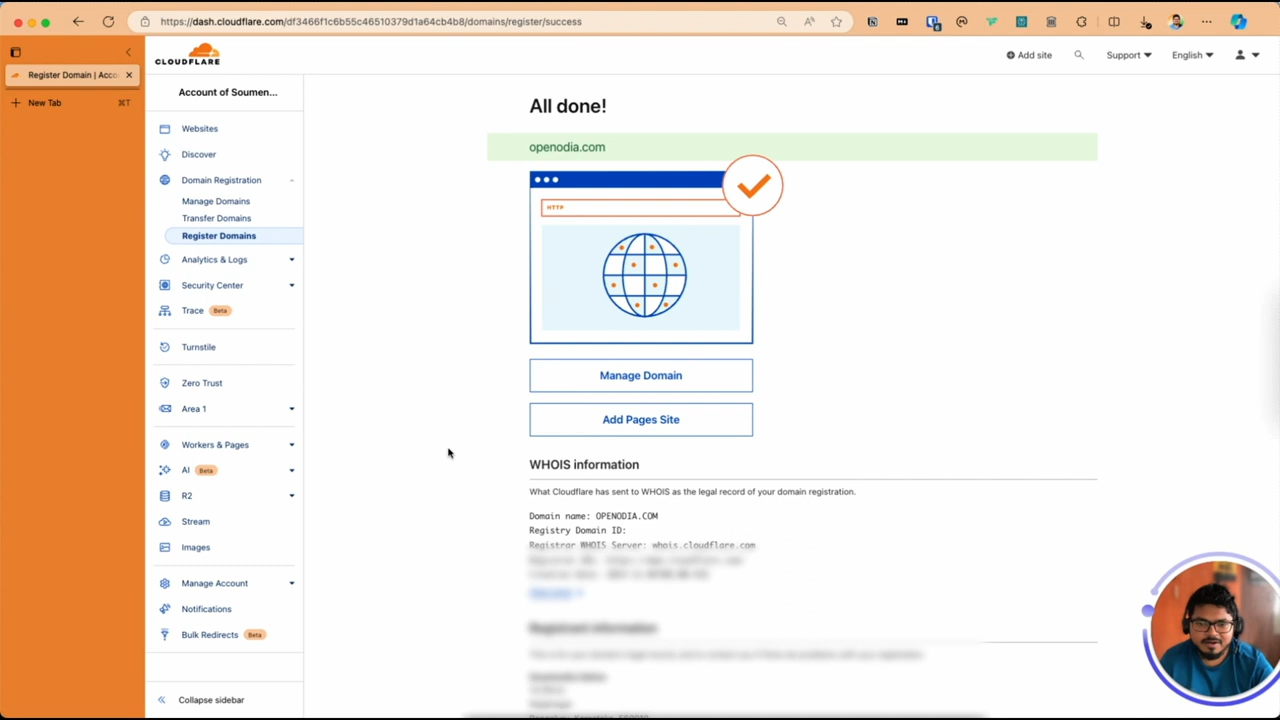 https://dash.cloudflare.com/df3466f1c6b55c46510379d1a64cb4b8/domains/register/success
Register Domain | Acco
New Tab ⌘T
CLOUDFLARE
Add site
Support
English
Account of Soumen...
Websites
Discover
Domain Registration
Manage Domains
Transfer Domains
Register Domains
Analytics & Logs
Security Center
Trace Beta
Turnstile
Zero Trust
Area 1
Workers & Pages
AI Beta
R2
Stream
Images
Manage Account
Notifications
Bulk Redirects Beta
Collapse sidebar
All done!
openodia.com
HTTP
Manage Domain
Add Pages Site
WHOIS information
What Cloudflare has sent to WHOIS as the legal record of your domain registration.
Domain name: OPENODIA.COM
Registry Domain ID:
Registrar WHOIS Server: whois.cloudflare.com
Registrant information